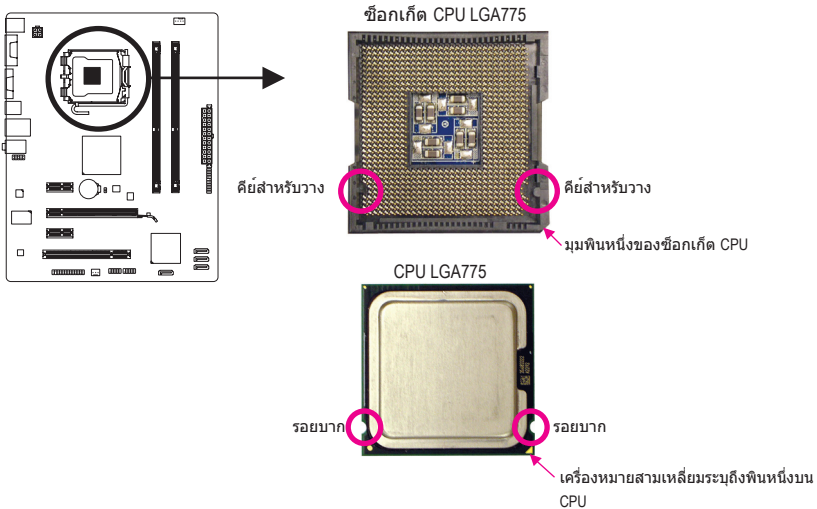 ซ็อกเก็ต CPU LGA775
คีย์สำหรับวาง
คีย์สำหรับวาง
มุมพินหนึ่งของซ็อกเก็ต CPU
CPU LGA775
รอยบาก
รอยบาก
เครื่องหมายสามเหลี่ยมระบุถึงพินหนึ่งบน
CPU